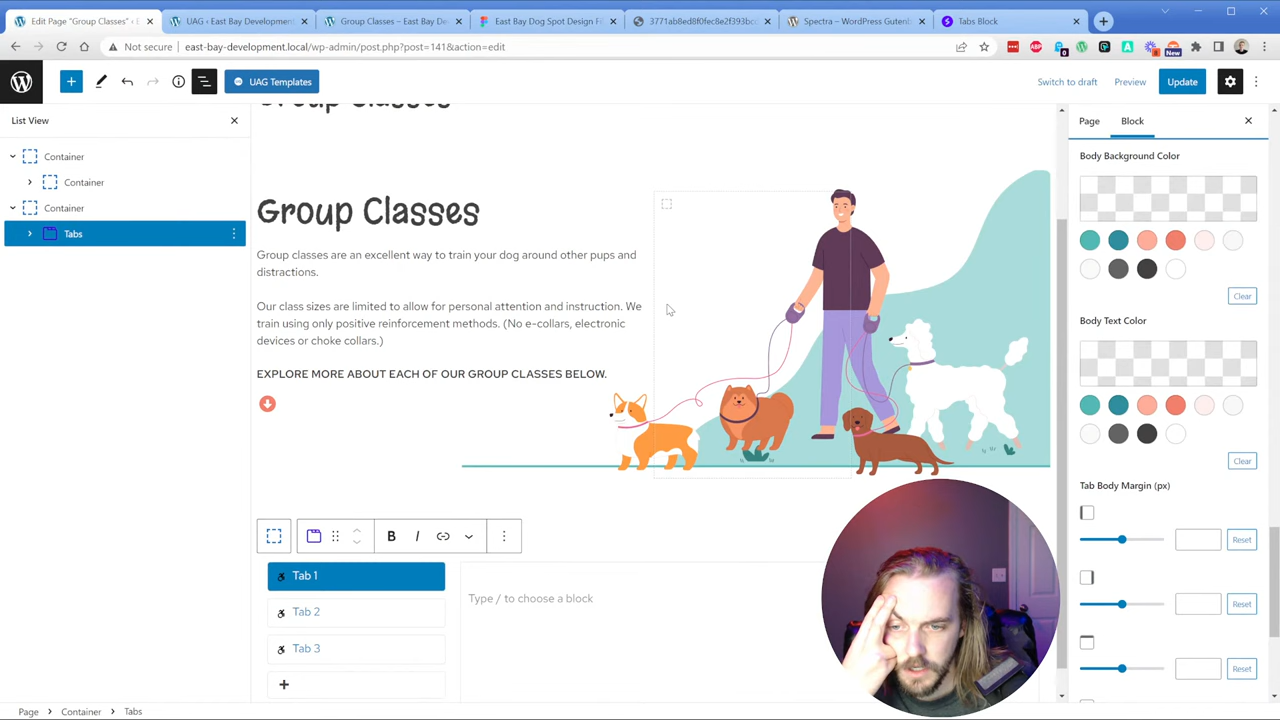 Edit Page "Group Classes" ‹ E
UAG ‹ East Bay Development
Group Classes – East Bay De
East Bay Dog Spot Design F
3771ab8ed8f0fec8e2f393bcd
Spectra – WordPress Gutenb
Tabs Block
Not secure
east-bay-development.local/wp-admin/post.php?post=141&action=edit
New
UAG Templates
Switch to draft
Preview
Update
List View
Container
Container
Container
Tabs
Group Classes
Group Classes
Group classes are an excellent way to train your dog around other pups and
distractions.
Our class sizes are limited to allow for personal attention and instruction. We
train using only positive reinforcement methods. (No e-collars, electronic
devices or choke collars.)
EXPLORE MORE ABOUT EACH OF OUR GROUP CLASSES BELOW.
B I
Tab 1
Tab 2
Tab 3
Type / to choose a block
Page
Block
Body Background Color
Clear
Body Text Color
Clear
Tab Body Margin (px)
Reset
Reset
Reset
Page
Container
Tabs